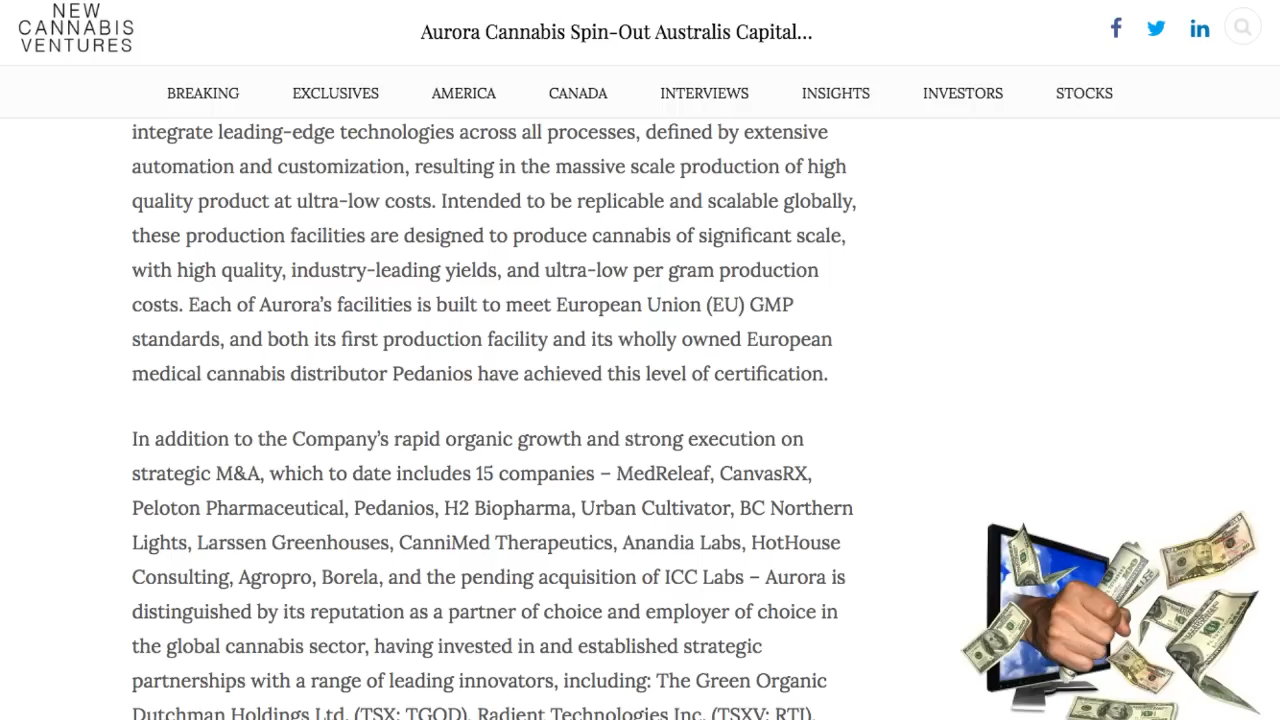 NEW
CANNABIS
VENTURES
Aurora Cannabis Spin-Out Australis Capital...
BREAKING EXCLUSIVES AMERICA CANADA INTERVIEWS INSIGHTS INVESTORS STOCKS
integrate leading-edge technologies across all processes, defined by extensive
automation and customization, resulting in the massive scale production of high
quality product at ultra-low costs. Intended to be replicable and scalable globally,
these production facilities are designed to produce cannabis of significant scale,
with high quality, industry-leading yields, and ultra-low per gram production
costs. Each of Aurora’s facilities is built to meet European Union (EU) GMP
standards, and both its first production facility and its wholly owned European
medical cannabis distributor Pedanios have achieved this level of certification.
In addition to the Company’s rapid organic growth and strong execution on
strategic M&A, which to date includes 15 companies – MedReleaf, CanvasRX,
Peloton Pharmaceutical, Pedanios, H2 Biopharma, Urban Cultivator, BC Northern
Lights, Larssen Greenhouses, CanniMed Therapeutics, Anandia Labs, HotHouse
Consulting, Agropro, Borela, and the pending acquisition of ICC Labs – Aurora is
distinguished by its reputation as a partner of choice and employer of choice in
the global cannabis sector, having invested in and established strategic
partnerships with a range of leading innovators, including: The Green Organic
Dutchman Holdings Ltd. (TSX: TGOD), Radient Technologies Inc. (TSXV: RTI),